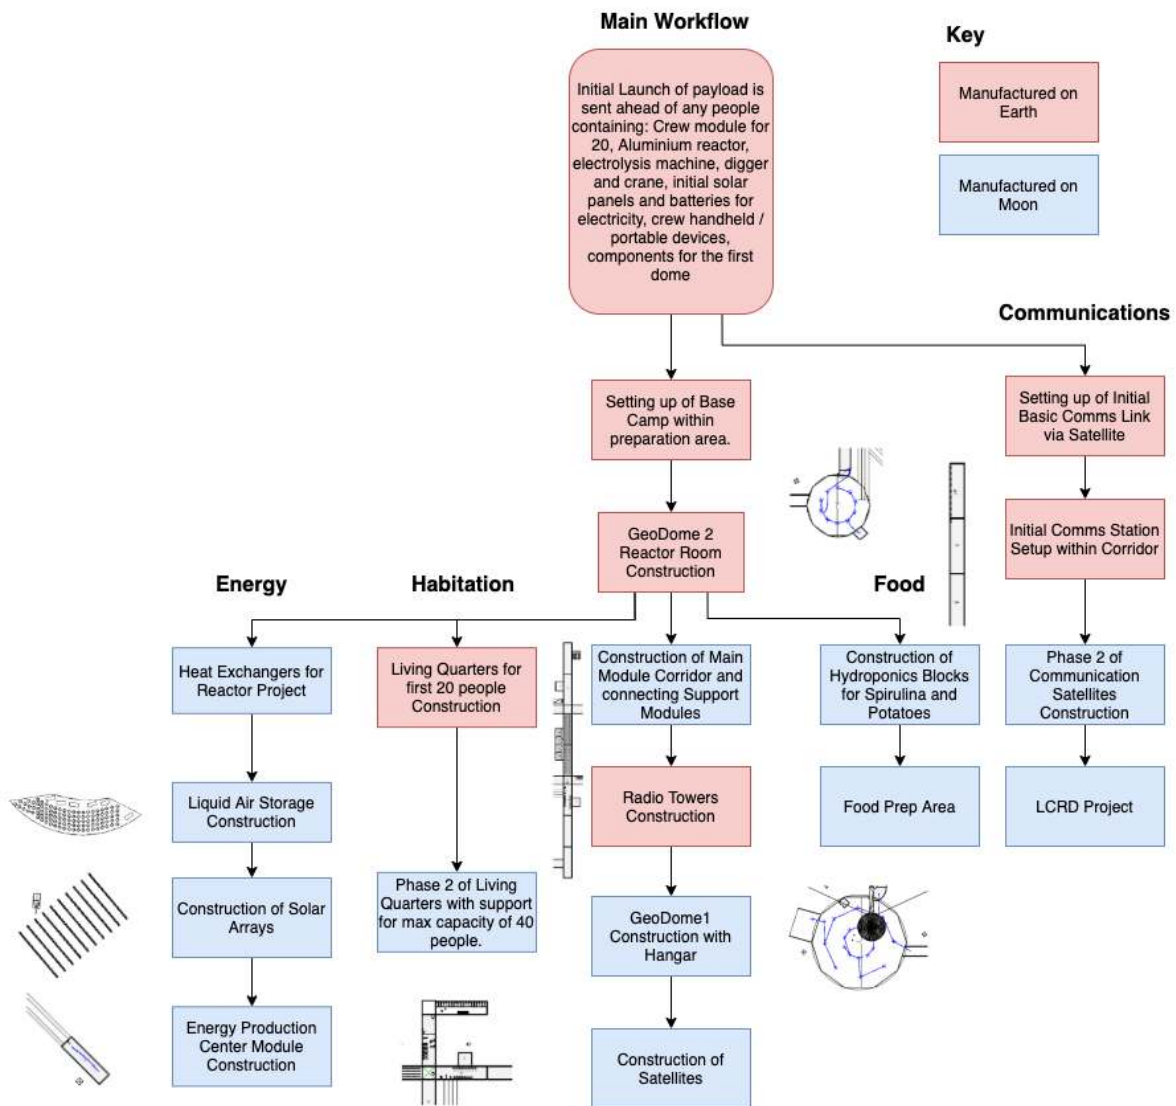 Main Workflow
Key
Initial Launch of payload is
sent ahead of any people
containing: Crew module for
20, Aluminium reactor,
electrolysis machine, digger
and crane, initial solar
panels and batteries for
electricity, crew handheld /
portable devices,
components for the first
dome
Manufactured on
Earth
Manufactured on
Moon
Communications
Setting up of Base
Camp within
preparation area.
Setting up of Initial
Basic Comms Link
via Satellite
GeoDome 2
Reactor Room
Construction
Initial Comms Station
Setup within Corridor
Energy
Habitation
Food
Heat Exchangers for
Reactor Project
Living Quarters for
first 20 people
Construction
Construction of Main
Module Corridor and
connecting Support
Modules
Construction of
Hydroponics Blocks
for Spirulina and
Potatoes
Phase 2 of
Communication
Satellites
Construction
Liquid Air Storage
Construction
Radio Towers
Construction
Food Prep Area
LCRD Project
Construction of Solar
Arrays
Phase 2 of Living
Quarters with support
for max capacity of 40
people.
GeoDome1
Construction with
Hangar
Energy Production
Center Module
Construction
Construction of
Satellites